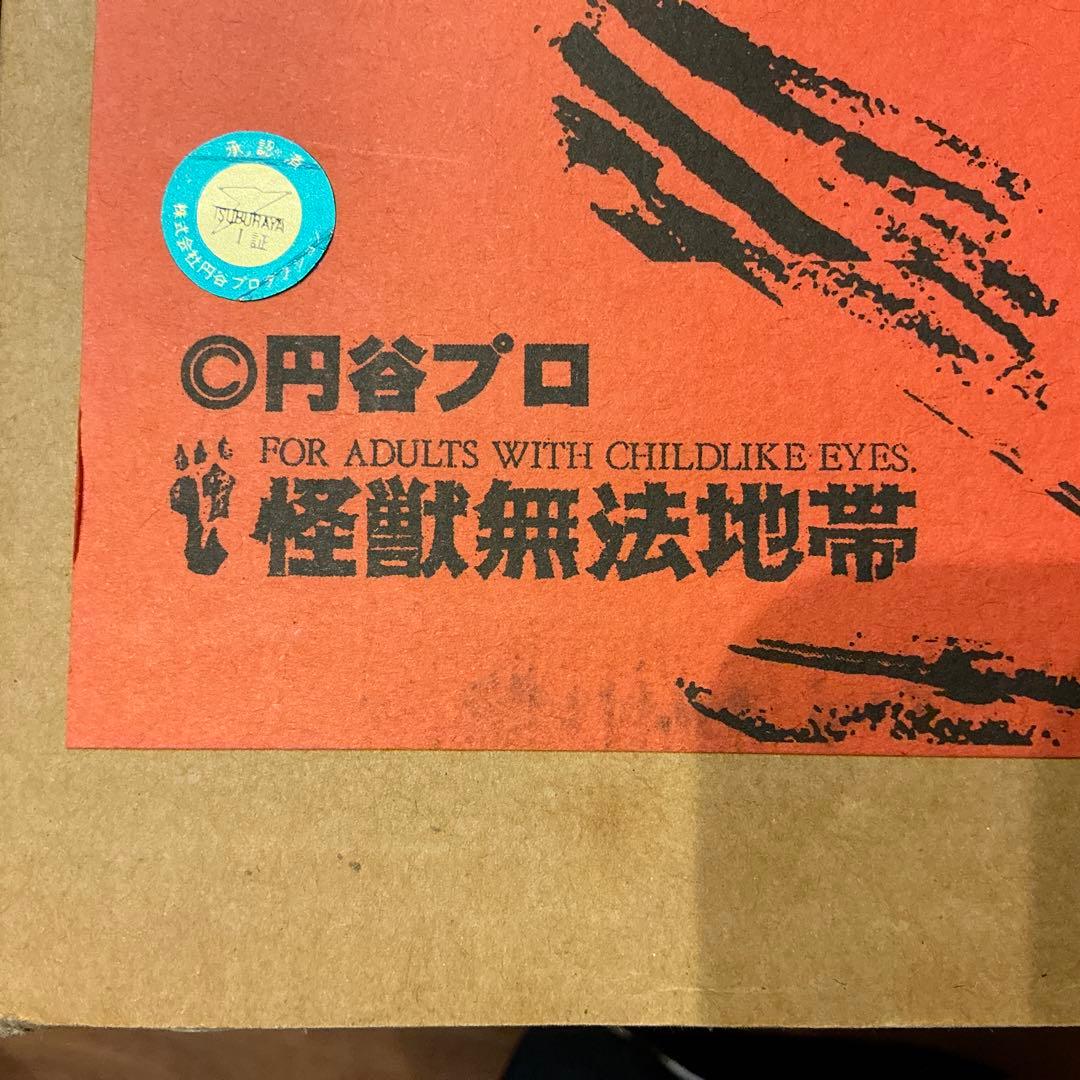 承認者
TSUBURAYA
証
株式会社円谷プロダクション
©円谷プロ
FOR ADULTS WITH CHILDLIKE EYES.
怪獣無法地帯